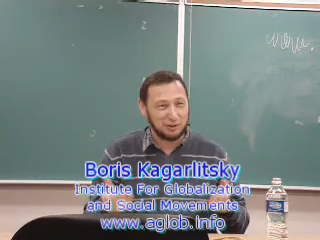 Boris Kagarlitsky
Institute For Globalization
and Social Movements
www.aglob.info